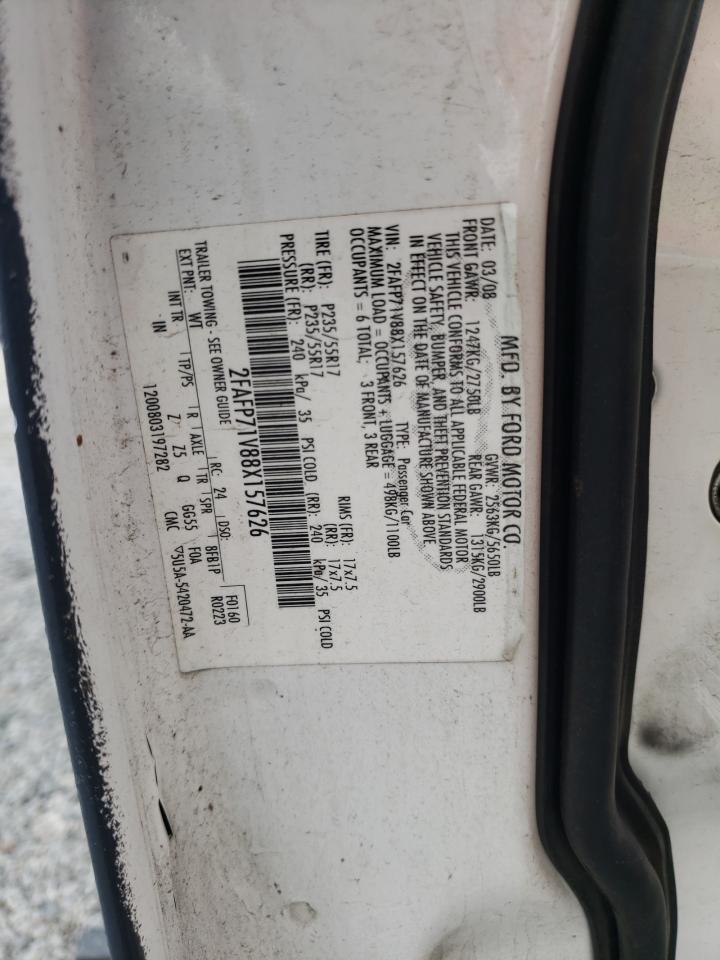 MFD. BY FORD MOTOR CO.
DATE: 03/08 GVWR: 2563KG/5650LB
FRONT GAWR: 1247KG/2750LB REAR GAWR: 1315KG/2900LB
THIS VEHICLE CONFORMS TO ALL APPLICABLE FEDERAL MOTOR
VEHICLE SAFETY, BUMPER, AND THEFT PREVENTION STANDARDS
IN EFFECT ON THE DATE OF MANUFACTURE SHOWN ABOVE.
VIN: 2FAFP71V88X157626 TYPE: Passenger Car
MAXIMUM LOAD = OCCUPANTS + LUGGAGE = 498KG/1100LB
OCCUPANTS = 6 TOTAL; 3 FRONT, 3 REAR
TIRE (FR): P235/55R17 RIMS (FR): 17x7.5
(RR): P235/55R17 (RR): 17x7.5
PRESSURE (FR): 240 kPa/ 35 PSI COLD (RR): 240 kPa/ 35 PSI COLD
2FAFP71V88X157626
TRAILER TOWING - SEE OWNER GUIDE
F0160
EXT PNT: WT RC: 24 DSO: R0223
INT TR TP/PS R AXLE TR SPR 8FB1P
IN Z Z5 Q GG55 F0A
1200803197282 CMC ▽5U5A-5420472-AA